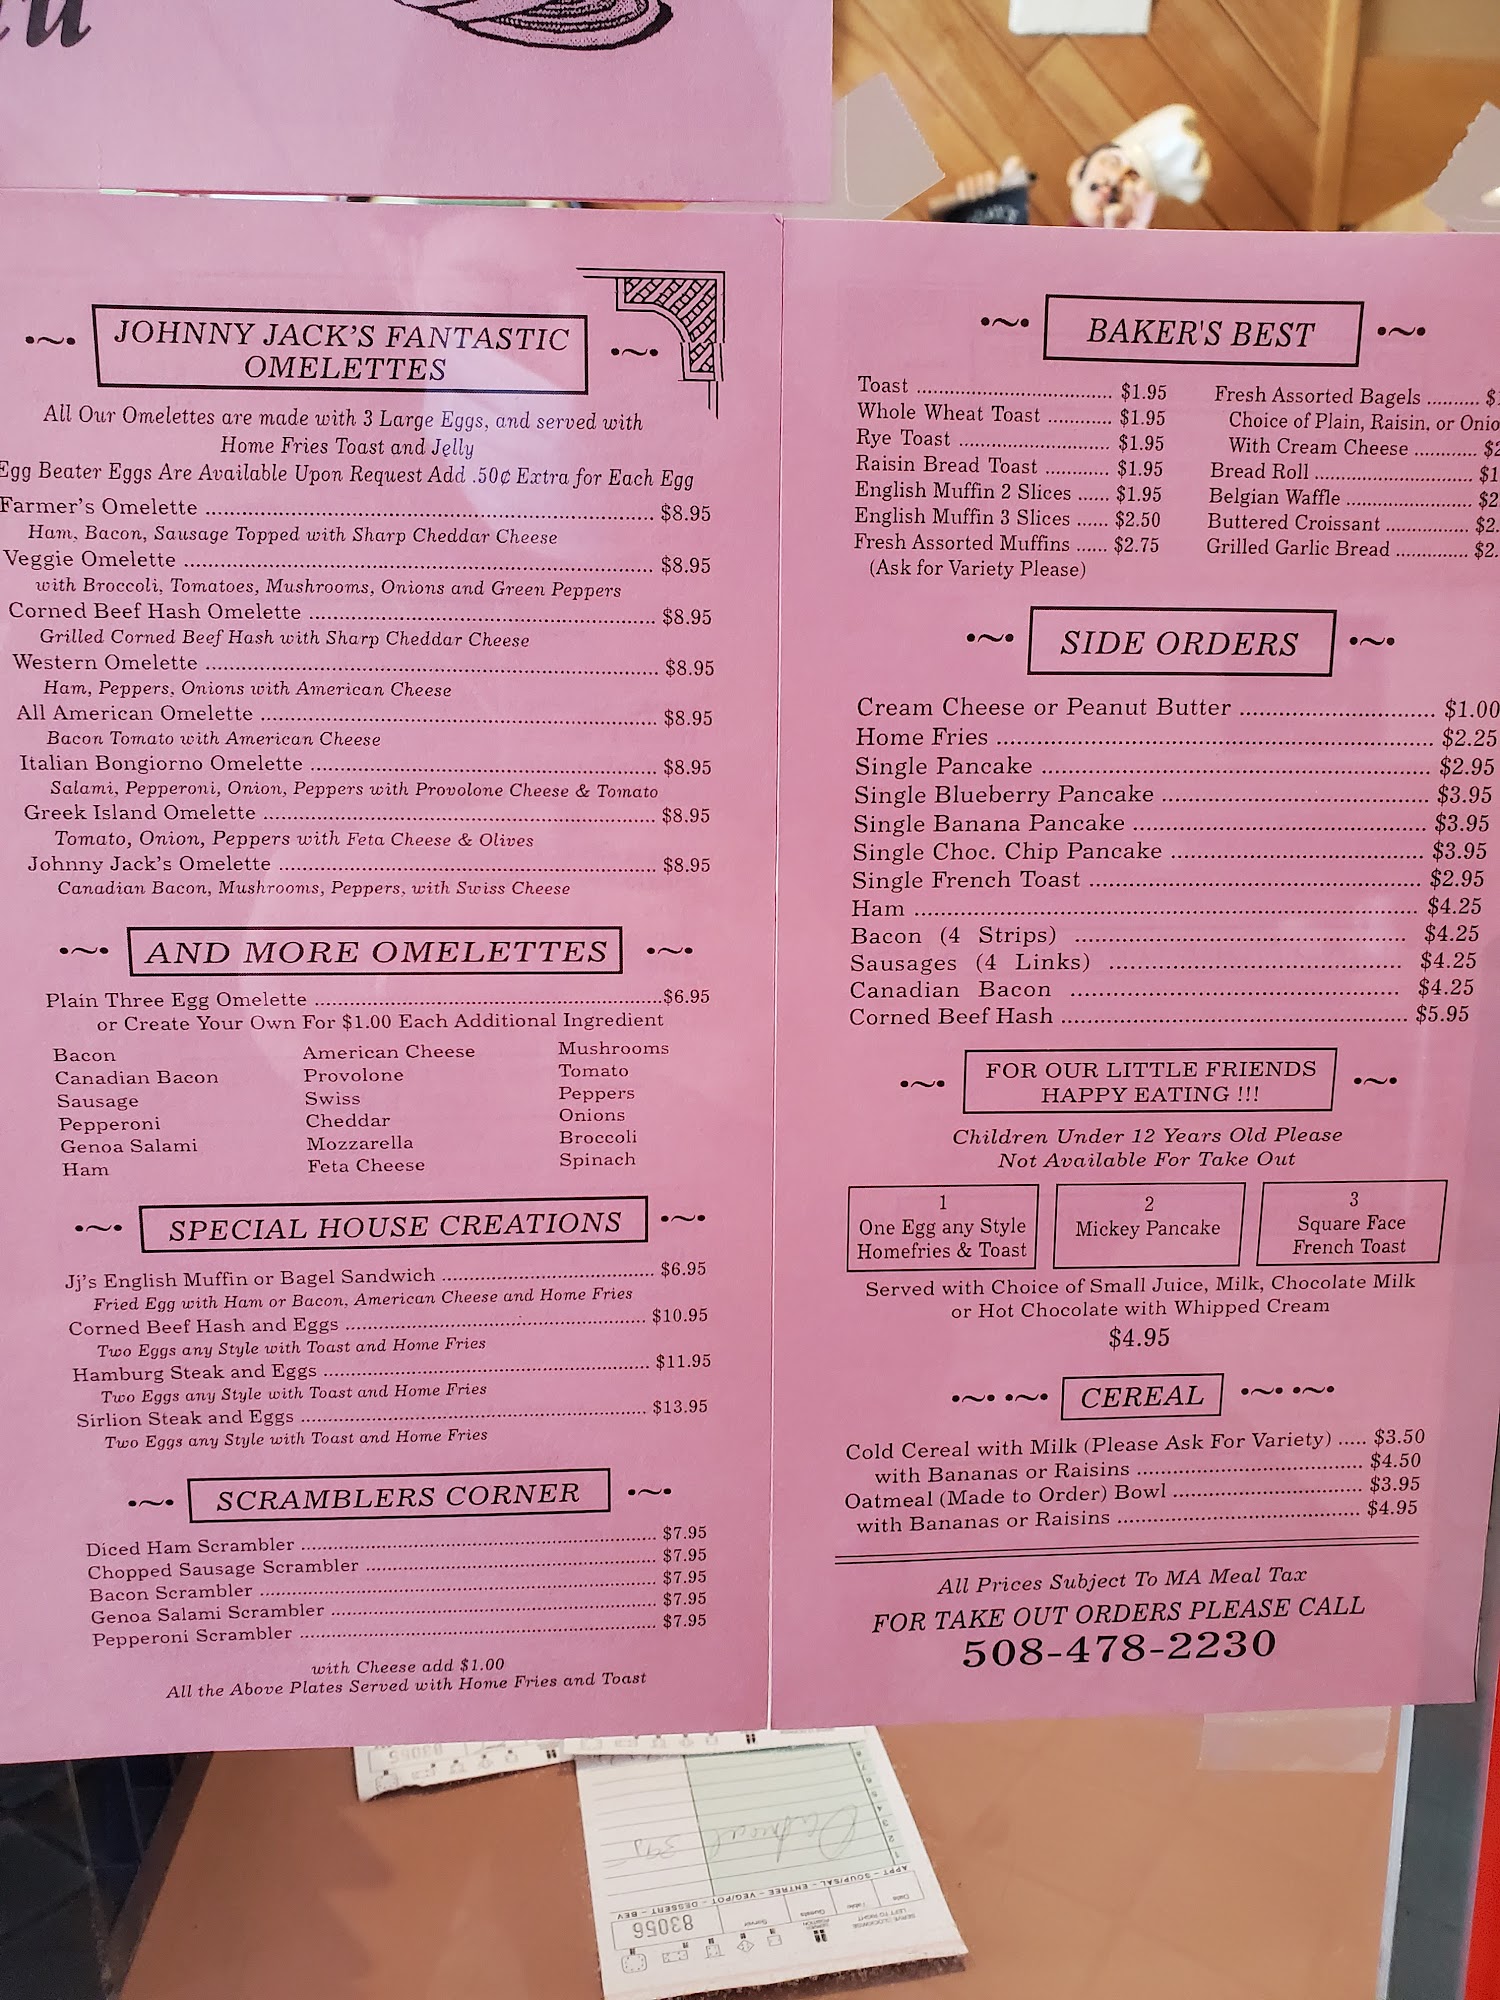 JOHNNY JACK'S FANTASTIC
OMELETTES
All Our Omelettes are made with 3 Large Eggs, and served with
Home Fries Toast and Jelly
Egg Beater Eggs Are Available Upon Request Add .50¢ Extra for Each Egg
Farmer's Omelette ........ $8.95
Ham, Bacon, Sausage Topped with Sharp Cheddar Cheese
Veggie Omelette ........ $8.95
with Broccoli, Tomatoes, Mushrooms, Onions and Green Peppers
Corned Beef Hash Omelette ........ $8.95
Grilled Corned Beef Hash with Sharp Cheddar Cheese
Western Omelette ........ $8.95
Ham, Peppers, Onions with American Cheese
All American Omelette ........ $8.95
Bacon Tomato with American Cheese
Italian Bongiorno Omelette ........ $8.95
Salami, Pepperoni, Onion, Peppers with Provolone Cheese & Tomato
Greek Island Omelette ........ $8.95
Tomato, Onion, Peppers with Feta Cheese & Olives
Johnny Jack's Omelette ........ $8.95
Canadian Bacon, Mushrooms, Peppers, with Swiss Cheese
AND MORE OMELETTES
Plain Three Egg Omelette ........ $6.95
or Create Your Own For $1.00 Each Additional Ingredient
Bacon American Cheese Mushrooms
Canadian Bacon Provolone Tomato
Sausage Swiss Peppers
Pepperoni Cheddar Onions
Genoa Salami Mozzarella Broccoli
Ham Feta Cheese Spinach
SPECIAL HOUSE CREATIONS
Jj's English Muffin or Bagel Sandwich ........ $6.95
Fried Egg with Ham or Bacon, American Cheese and Home Fries
Corned Beef Hash and Eggs ........ $10.95
Two Eggs any Style with Toast and Home Fries
Hamburg Steak and Eggs ........ $11.95
Two Eggs any Style with Toast and Home Fries
Sirlion Steak and Eggs ........ $13.95
Two Eggs any Style with Toast and Home Fries
SCRAMBLERS CORNER
Diced Ham Scrambler ........ $7.95
Chopped Sausage Scrambler ........ $7.95
Bacon Scrambler ........ $7.95
Genoa Salami Scrambler ........ $7.95
Pepperoni Scrambler ........ $7.95
with Cheese add $1.00
All the Above Plates Served with Home Fries and Toast
BAKER'S BEST
Toast ........ $1.95
Whole Wheat Toast ........ $1.95
Rye Toast ........ $1.95
Raisin Bread Toast ........ $1.95
English Muffin 2 Slices ...... $1.95
English Muffin 3 Slices ...... $2.50
Fresh Assorted Muffins ...... $2.75
(Ask for Variety Please)
Fresh Assorted Bagels ..........
Choice of Plain, Raisin, or
With Cream Cheese ........
Bread Roll ........
Belgian Waffle ........
Buttered Croissant ........
Grilled Garlic Bread ........
SIDE ORDERS
Cream Cheese or Peanut Butter ........ $1.00
Home Fries ........ $2.25
Single Pancake ........ $2.95
Single Blueberry Pancake ........ $3.95
Single Banana Pancake ........ $3.95
Single Choc. Chip Pancake ........ $3.95
Single French Toast ........ $2.95
Ham ........ $4.25
Bacon (4 Strips) ........ $4.25
Sausages (4 Links) ........ $4.25
Canadian Bacon ........ $4.25
Corned Beef Hash ........ $5.95
FOR OUR LITTLE FRIENDS
HAPPY EATING !!!
Children Under 12 Years Old Please
Not Available For Take Out
1
One Egg any Style
Homefries & Toast
2
Mickey Pancake
3
Square Face
French Toast
Served with Choice of Small Juice, Milk, Chocolate Milk
or Hot Chocolate with Whipped Cream
$4.95
CEREAL
Cold Cereal with Milk (Please Ask For Variety) ..... $3.50
with Bananas or Raisins ........ $4.50
Oatmeal (Made to Order) Bowl ........ $3.95
with Bananas or Raisins ........ $4.95
All Prices Subject To MA Meal Tax
FOR TAKE OUT ORDERS PLEASE CALL
508-478-2230
83055
83056
APPT - SOUP/SAL - ENTREE - VEG/POT - DESSERT - BEV
Date
Table
Guests
Server